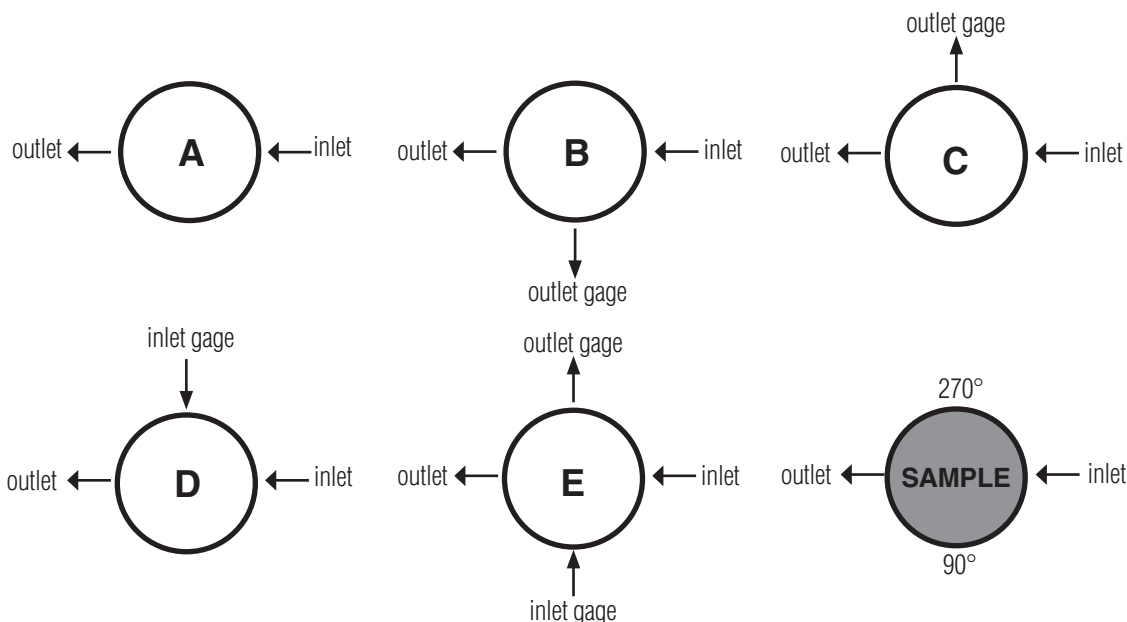 outlet gage
outlet A inlet
outlet B inlet
outlet C inlet
outlet gage
inlet gage
outlet gage
270°
outlet D inlet
outlet E inlet
outlet SAMPLE inlet
90°
inlet gage